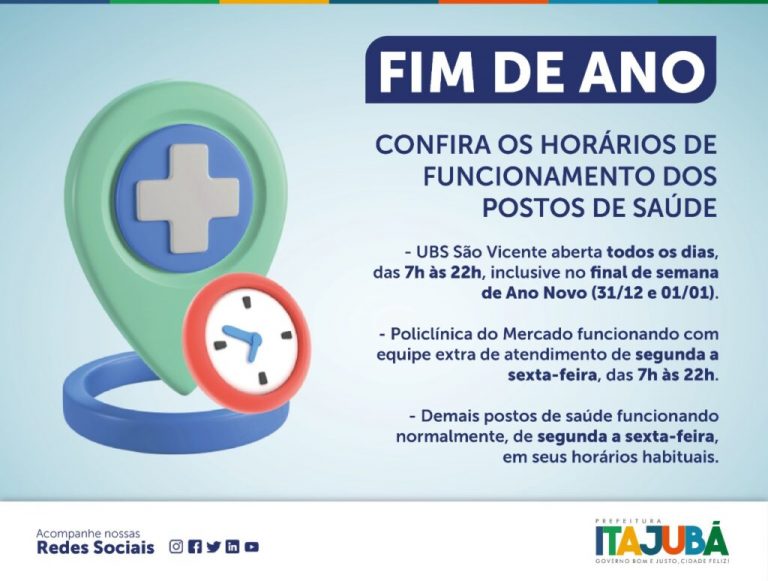 FIM DE ANO
CONFIRA OS HORÁRIOS DE
FUNCIONAMENTO DOS
POSTOS DE SAÚDE
- UBS São Vicente aberta todos os dias,
das 7h às 22h, inclusive no final de semana
de Ano Novo (31/12 e 01/01).
- Policlínica do Mercado funcionando com
equipe extra de atendimento de segunda a
sexta-feira, das 7h às 22h.
- Demais postos de saúde funcionando
normalmente, de segunda a sexta-feira,
em seus horários habituais.
Acompanhe nossas
Redes Sociais
PREFEITURA
ITAJUBÁ
GOVERNO BOM E JUSTO, CIDADE FELIZ!